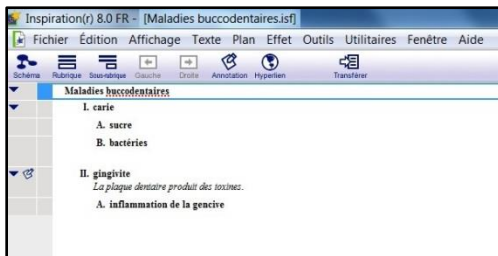 Inspiration(r) 8.0 FR - [Maladies buccodentaires.isf]
Fichier Édition Affichage Texte Plan Effet Outils Utilitaires Fenêtre Aide
Schéma Rubrique Sous-rubrique Gauche Droite Annotation Hyperlien Transférer
Maladies buccodentaires
I. carie
A. sucre
B. bactéries
II. gingivite
La plaque dentaire produit des toxines.
A. inflammation de la gencive